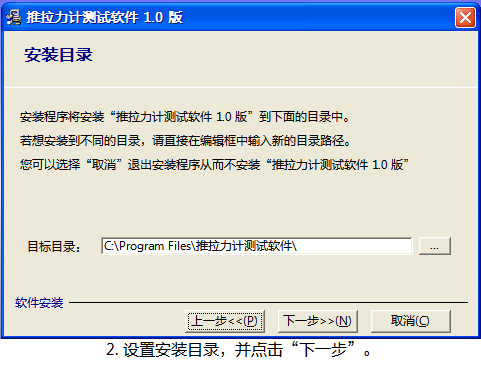 推拉力计测试软件 1.0 版
安装目录
安装程序将安装“推拉力计测试软件 1.0 版”到下面的目录中。
若想安装到不同的目录，请直接在编辑框中输入新的目录路径。
您可以选择“取消”退出安装程序从而不安装“推拉力计测试软件 1.0 版”
目标目录： C:\Program Files\推拉力计测试软件\ ...
软件安装
上一步<<(P) 下一步>>(N) 取消(C)
2. 设置安装目录，并点击“下一步”。